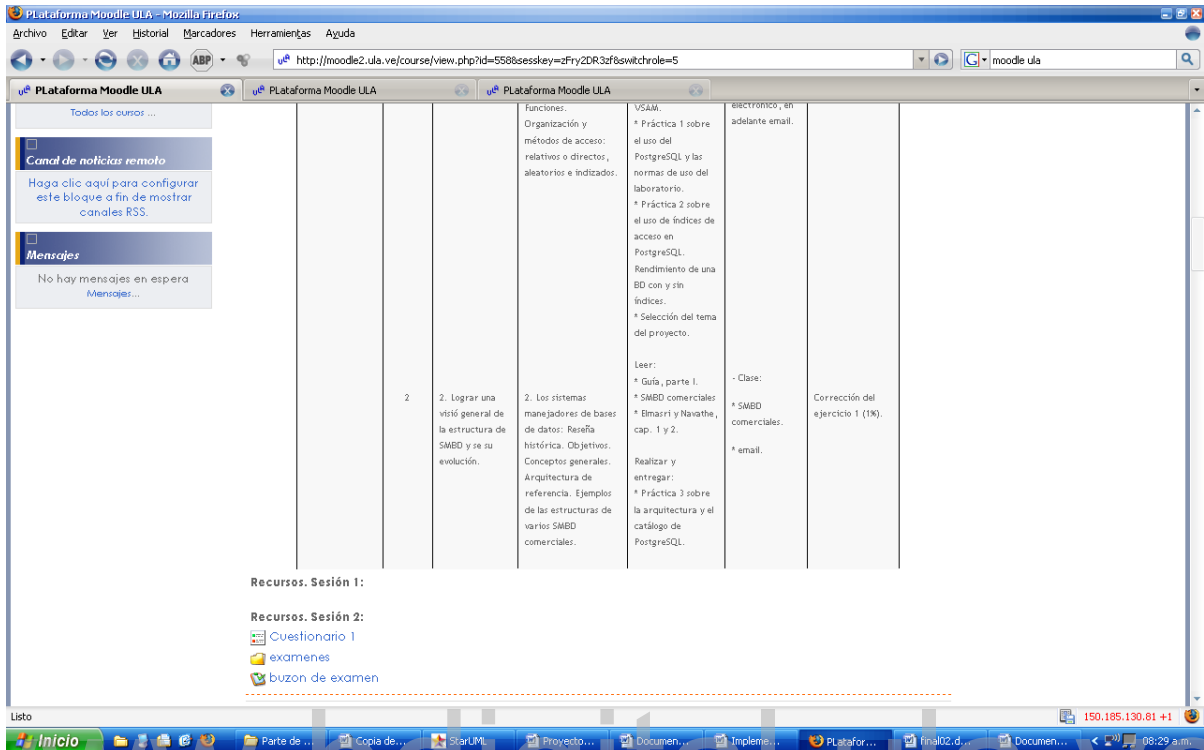 PLataforma Moodle ULA - Mozilla Firefox
Archivo Editar Ver Historial Marcadores Herramientas Ayuda
ABP
http://moodle2.ula.ve/course/view.php?id=558&sesskey=zFry2DR3zf&switchrole=5
moodle ula
PLataforma Moodle ULA
PLataforma Moodle ULA
PLataforma Moodle ULA
Todos los cursos ...
Canal de noticias remoto
Haga clic aquí para configurar
este bloque a fin de mostrar
canales RSS.
Mensajes
No hay mensajes en espera
Mensajes...
2
2. Lograr una
visió general de
la estructura de
SMBD y se su
evolución.
Funciones.
Organización y
métodos de acceso:
relativos o directos,
aleatorios e indizados.
2. Los sistemas
manejadores de bases
de datos: Reseña
histórica. Objetivos.
Conceptos generales.
Arquitectura de
referencia. Ejemplos
de las estructuras de
varios SMBD
comerciales.
VSAM.
* Práctica 1 sobre
el uso del
PostgreSQL y las
normas de uso del
laboratorio.
* Práctica 2 sobre
el uso de índices de
acceso en
PostgreSQL.
Rendimiento de una
BD con y sin
índices.
* Selección del tema
del proyecto.
Leer:
* Guía, parte I.
* SMBD comerciales
* Elmasri y Navathe,
cap. 1 y 2.
Realizar y
entregar:
* Práctica 3 sobre
la arquitectura y el
catálogo de
PostgreSQL.
electrónico, en
adelante email.
- Clase:
* SMBD
comerciales.
* email.
Corrección del
ejercicio 1 (1%).
Recursos. Sesión 1:
Recursos. Sesión 2:
Cuestionario 1
examenes
buzon de examen
Listo
150.185.130.81 +1
Inicio
Parte de ...
Copia de...
StarUML
Proyecto...
Documen...
Impleme...
PLatafor...
final02.d...
Documen...
08:29 a.m.